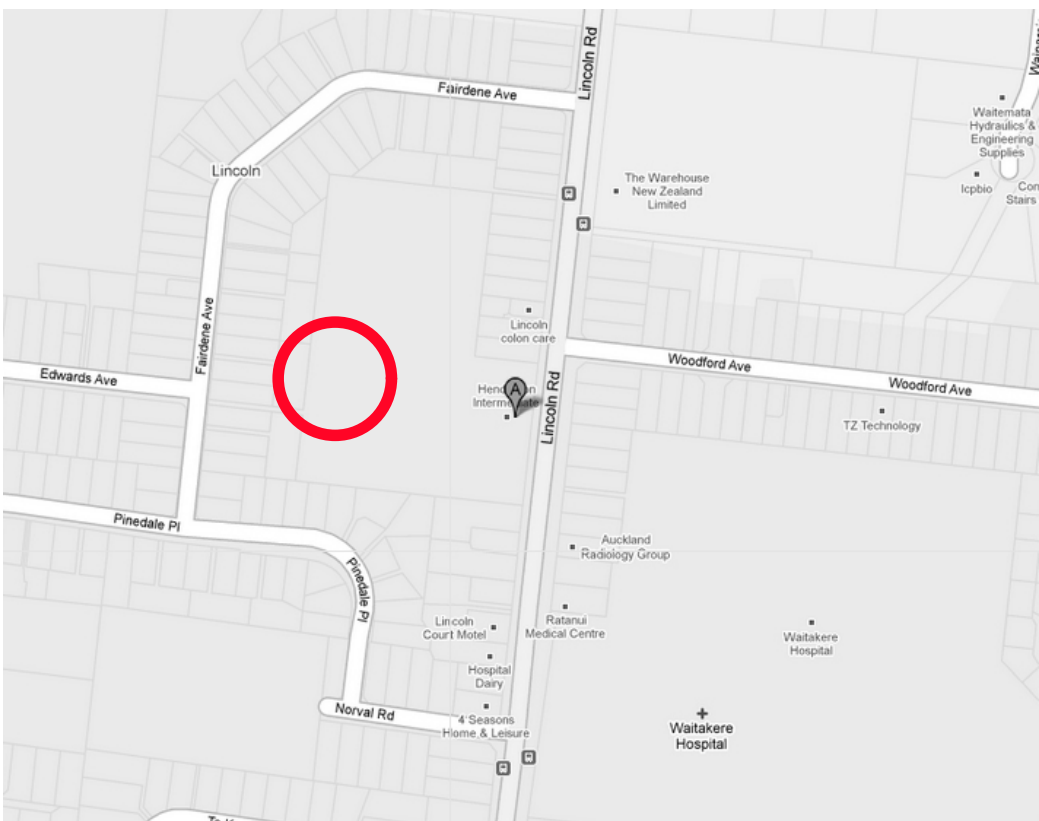 Lincoln Rd
Fairdene Ave
Waitemata
Hydraulics &
Engineering
Supplies
Lincoln
The Warehouse
New Zealand
Limited
Icpbio
Stairs
Fairdene Ave
Lincoln
colon care
Edwards Ave
Woodford Ave
Woodford Ave
A
Intermediate
Lincoln Rd
TZ Technology
Pinedale Pl
Auckland
Radiology Group
Pinedale Pl
Lincoln
Court Motel
Ratanui
Medical Centre
Waitakere
Hospital
Hospital
Dairy
Norval Rd
4 Seasons
Home & Leisure
Waitakere
Hospital